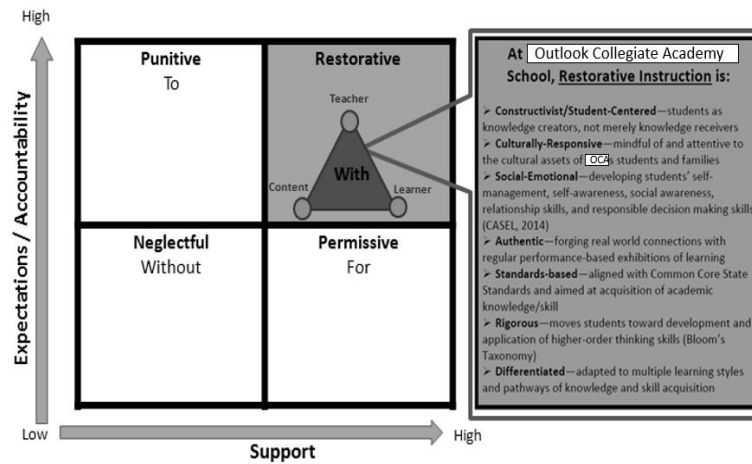 High
Expectations / Accountability
Low
Support
High
Punitive
To
Restorative
Teacher
With
Content
Learner
Neglectful
Without
Permissive
For
At Outlook Collegiate Academy
School, Restorative Instruction is:
➢ Constructivist/Student-Centered—students as
knowledge creators, not merely knowledge receivers
➢ Culturally-Responsive—mindful of and attentive to
the cultural assets of OCA's students and families
➢ Social-Emotional—developing students' self-
management, self-awareness, social awareness,
relationship skills, and responsible decision making skills
(CASEL, 2014)
➢ Authentic—forging real world connections with
regular performance-based exhibitions of learning
➢ Standards-based—aligned with Common Core State
Standards and aimed at acquisition of academic
knowledge/skill
➢ Rigorous—moves students toward development and
application of higher-order thinking skills (Bloom's
Taxonomy)
➢ Differentiated—adapted to multiple learning styles
and pathways of knowledge and skill acquisition